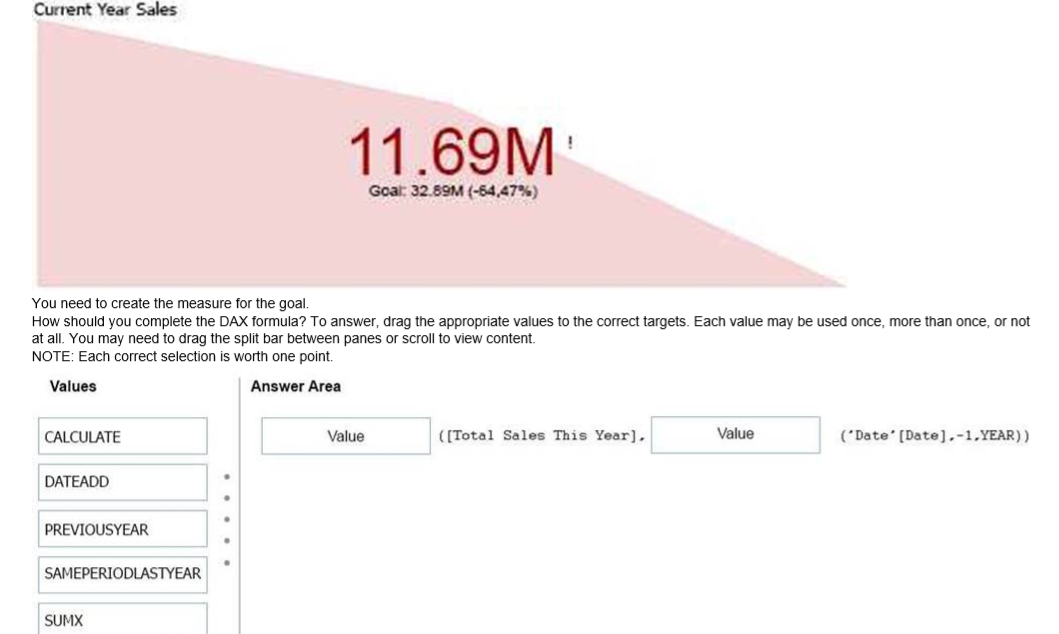 Current Year Sales
11.69M !
Goal: 32.89M (-64,47%)
You need to create the measure for the goal.
How should you complete the DAX formula? To answer, drag the appropriate values to the correct targets. Each value may be used once, more than once, or not
at all. You may need to drag the split bar between panes or scroll to view content.
NOTE: Each correct selection is worth one point.
Values Answer Area
CALCULATE Value ([Total Sales This Year], Value ('Date'[Date],-1,YEAR))
DATEADD
PREVIOUSYEAR
SAMEPERIODLASTYEAR
SUMX